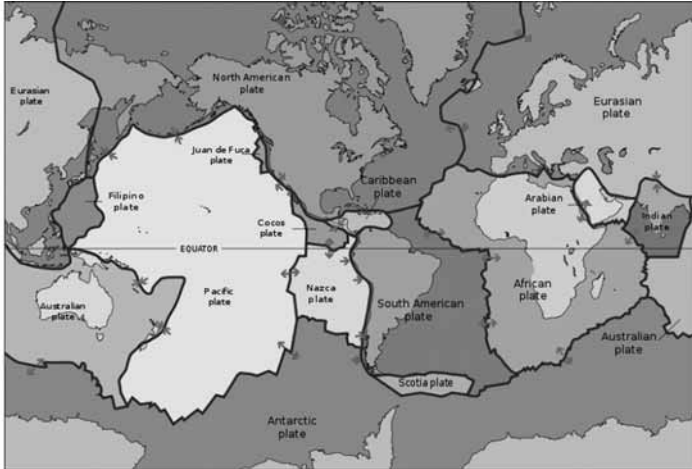 North American
plate
Eurasian
plate
Eurasian
plate
Juan de Fuca
plate
Caribbean
plate
Filipino
plate
Arabian
plate
Indian
plate
Cocos
plate
EQUATOR
Nazca
plate
Pacific
plate
African
plate
Australian
plate
South American
plate
Australian
plate
Scotia plate
Antarctic
plate